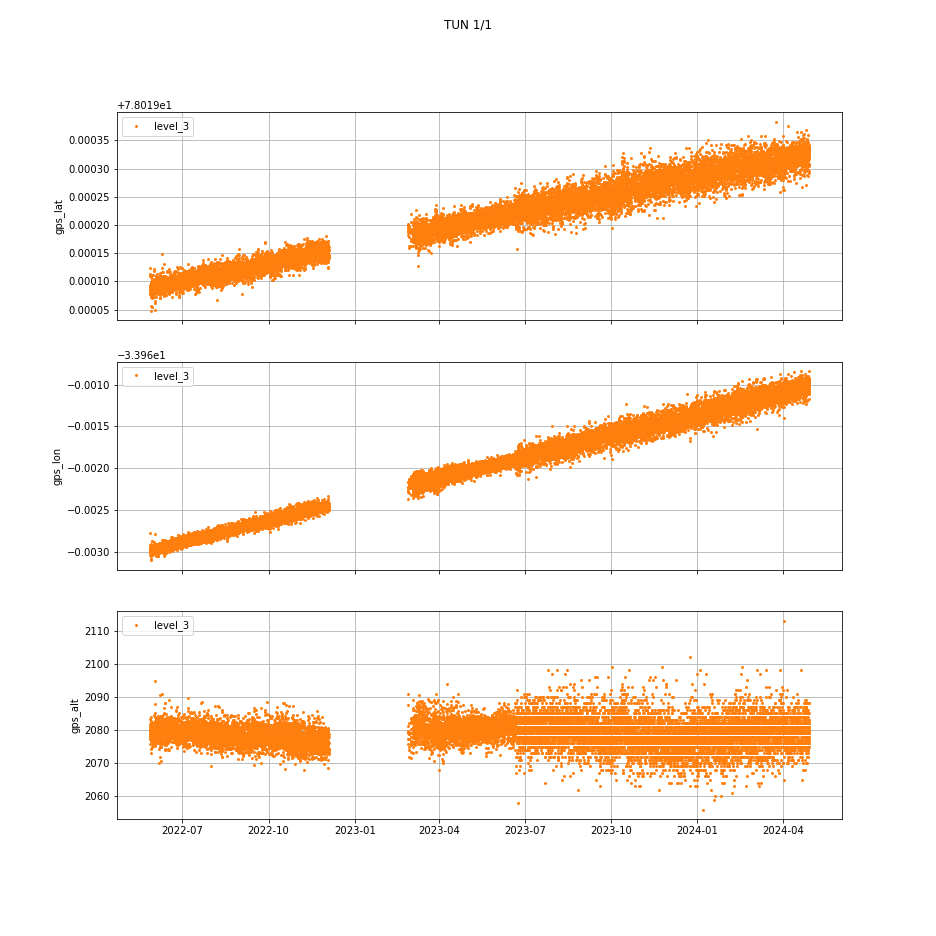 TUN 1/1
+7.8019e1
level_3
0.00035
0.00030
0.00025
0.00020
0.00015
0.00010
0.00005
gps_lat
−3.396e1
level_3
−0.0010
−0.0015
−0.0020
−0.0025
−0.0030
gps_lon
level_3
2110
2100
2090
2080
2070
2060
gps_alt
2022-07 2022-10 2023-01 2023-04 2023-07 2023-10 2024-01 2024-04